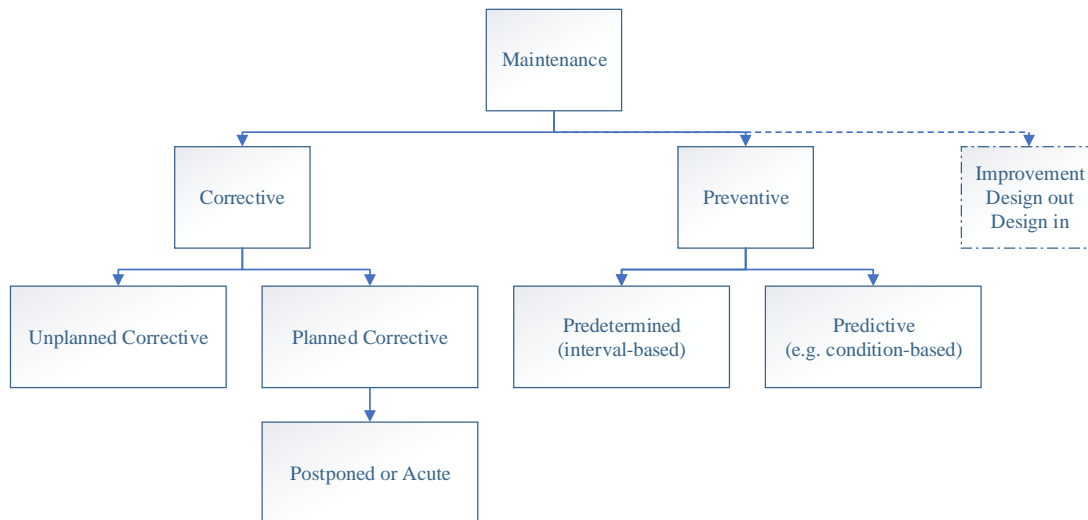 Maintenance
Corrective
Preventive
Improvement
Design out
Design in
Unplanned Corrective
Planned Corrective
Predetermined
(interval-based)
Predictive
(e.g. condition-based)
Postponed or Acute